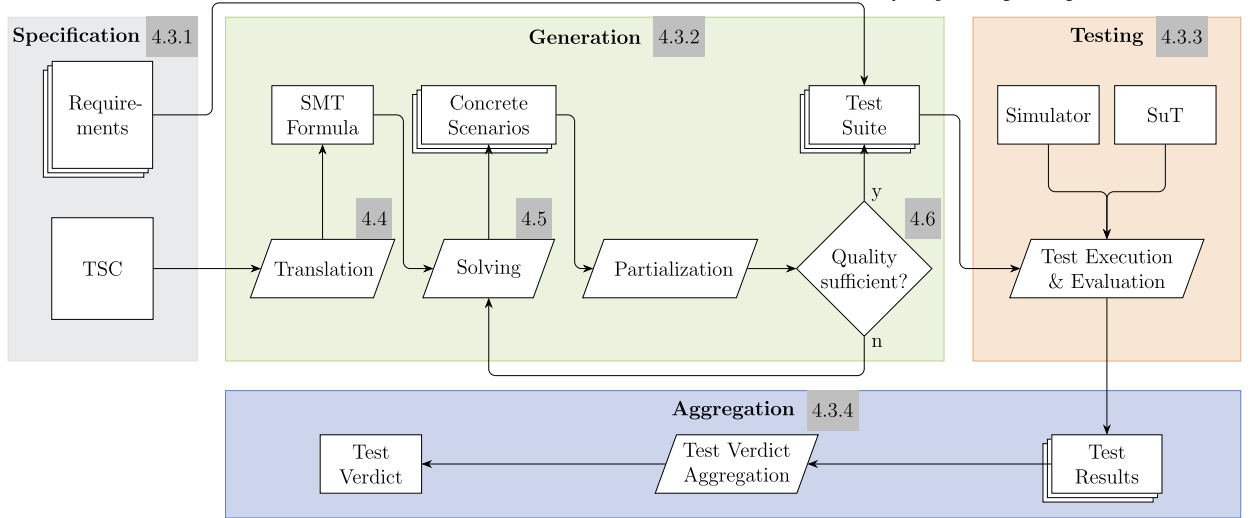 Specification 4.3.1
Generation 4.3.2
Testing 4.3.3
Require-
ments
SMT
Formula
Concrete
Scenarios
Test
Suite
Simulator
SuT
TSC
4.4
Translation
4.5
Solving
Partialization
y
4.6
Quality
sufficient?
n
Test Execution
& Evaluation
Aggregation 4.3.4
Test
Verdict
Test Verdict
Aggregation
Test
Results